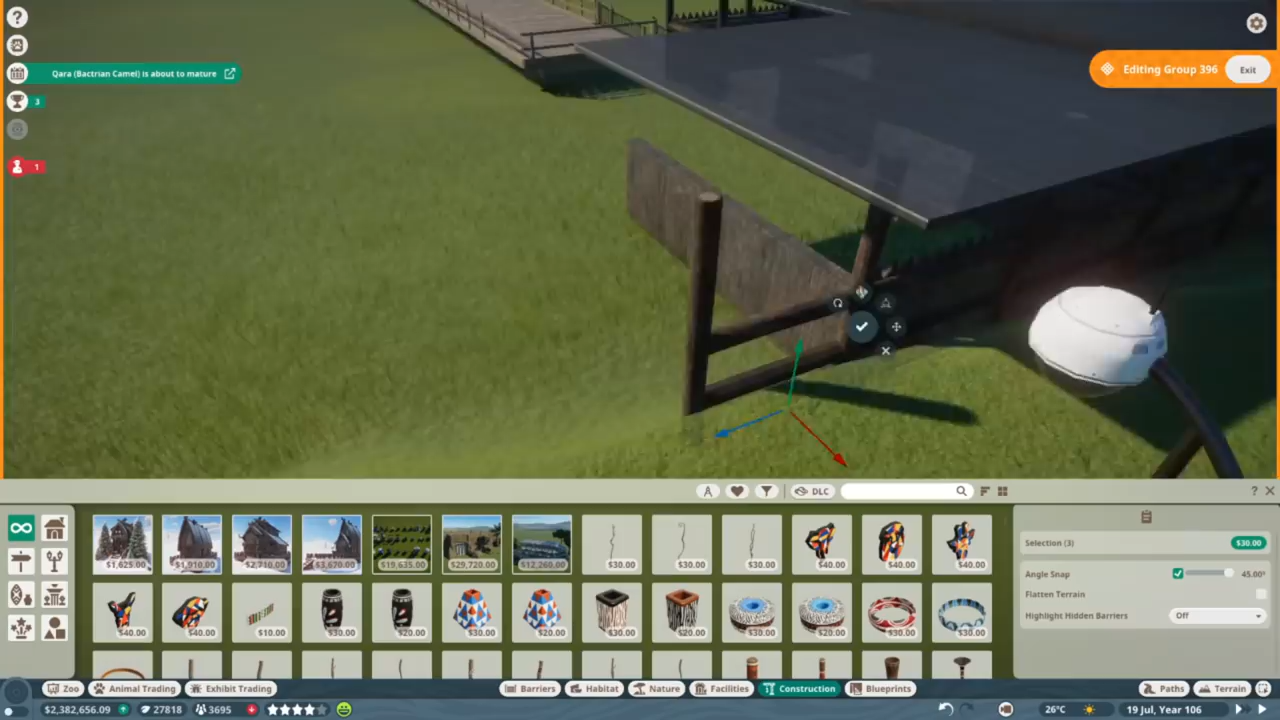 ?
Qara (Bactrian Camel) is about to mature
3
1
Editing Group 396
Exit
DLC
?
$1,625.00
$1,910.00
$2,710.00
$3,670.00
$19,635.00
$29,720.00
$12,260.00
$30.00
$30.00
$30.00
$40.00
$40.00
$40.00
$40.00
$40.00
$10.00
$30.00
$20.00
$30.00
$20.00
$30.00
$20.00
$30.00
$20.00
$30.00
$30.00
Selection (3)
$30.00
Angle Snap
45.00°
Flatten Terrain
Highlight Hidden Barriers
Off
Zoo
Animal Trading
Exhibit Trading
Barriers
Habitat
Nature
Facilities
Construction
Blueprints
Paths
Terrain
$2,382,656.09
27818
3695
26°C
19 Jul, Year 106